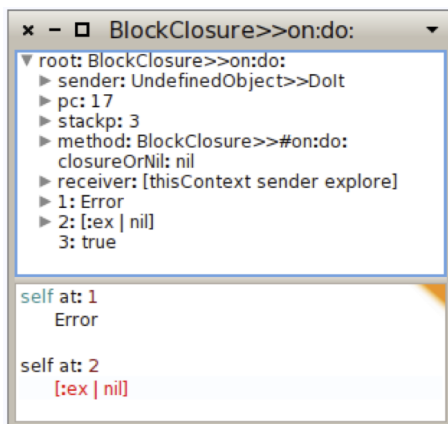 BlockClosure>>on:do:
root: BlockClosure>>on:do:
sender: UndefinedObject>>DoIt
pc: 17
stackp: 3
method: BlockClosure>>#on:do:
closureOrNil: nil
receiver: [thisContext sender explore]
1: Error
2: [:ex | nil]
3: true
self at: 1
Error
self at: 2
[:ex | nil]